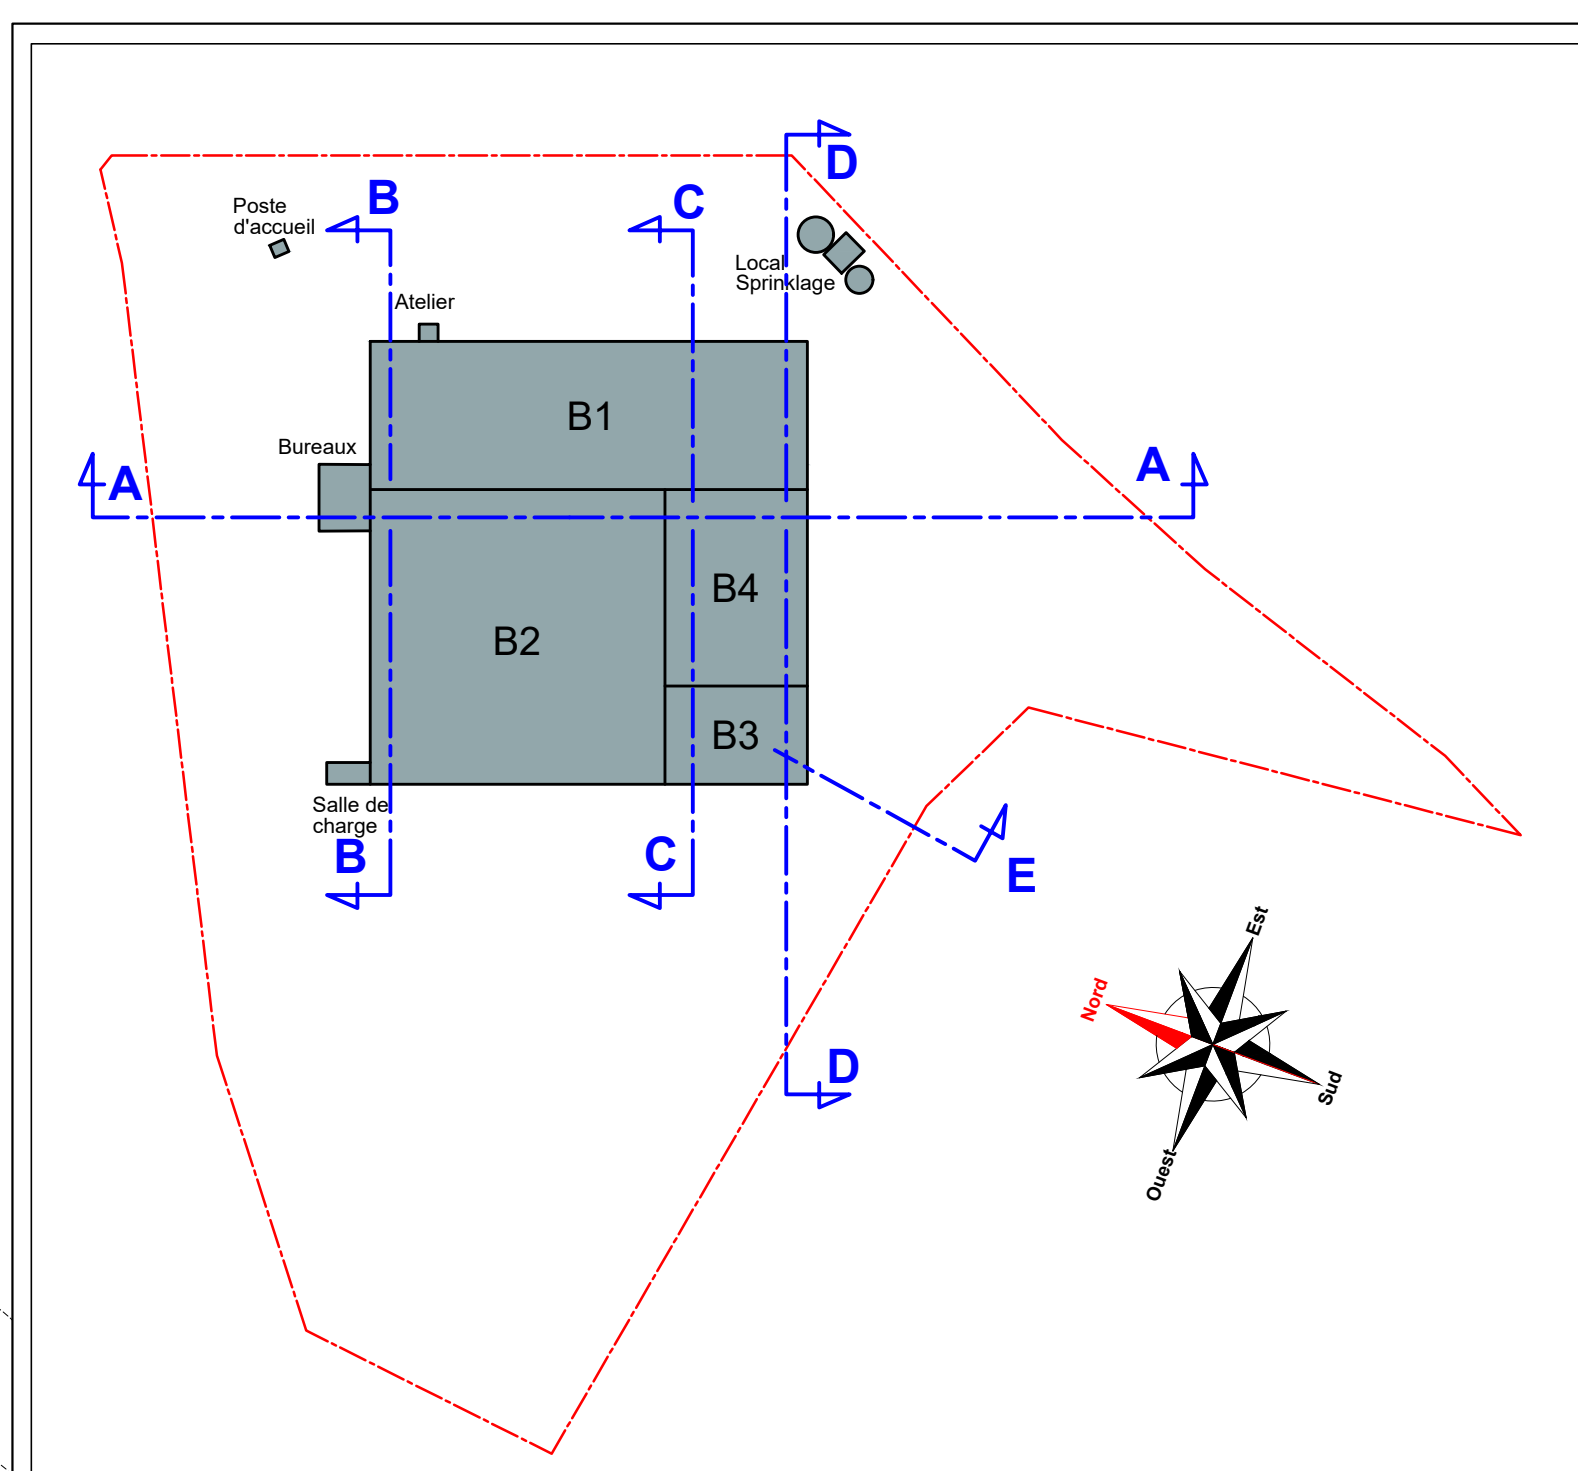 D
B
C
Poste
d'accueil
Local
Sprinklage
Atelier
B1
Bureaux
A
A
B4
B2
B3
Salle de
charge
B
C
E
Est
Nord
D
Sud
Ouest